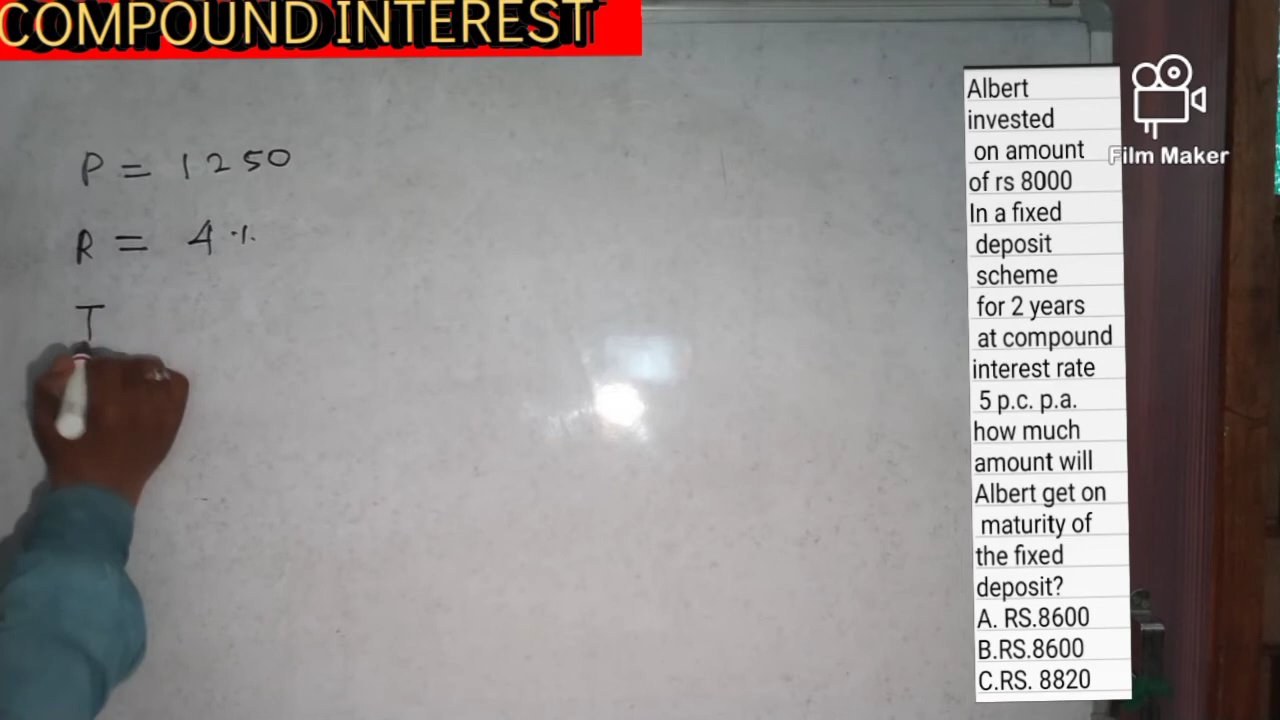 COMPOUND INTEREST
P = 1250
R = 4%
T
Albert
invested
on amount
of rs 8000
In a fixed
deposit
scheme
for 2 years
at compound
interest rate
5 p.c. p.a.
how much
amount will
Albert get on
maturity of
the fixed
deposit?
A. RS.8600
B.RS.8600
C.RS. 8820
Film Maker